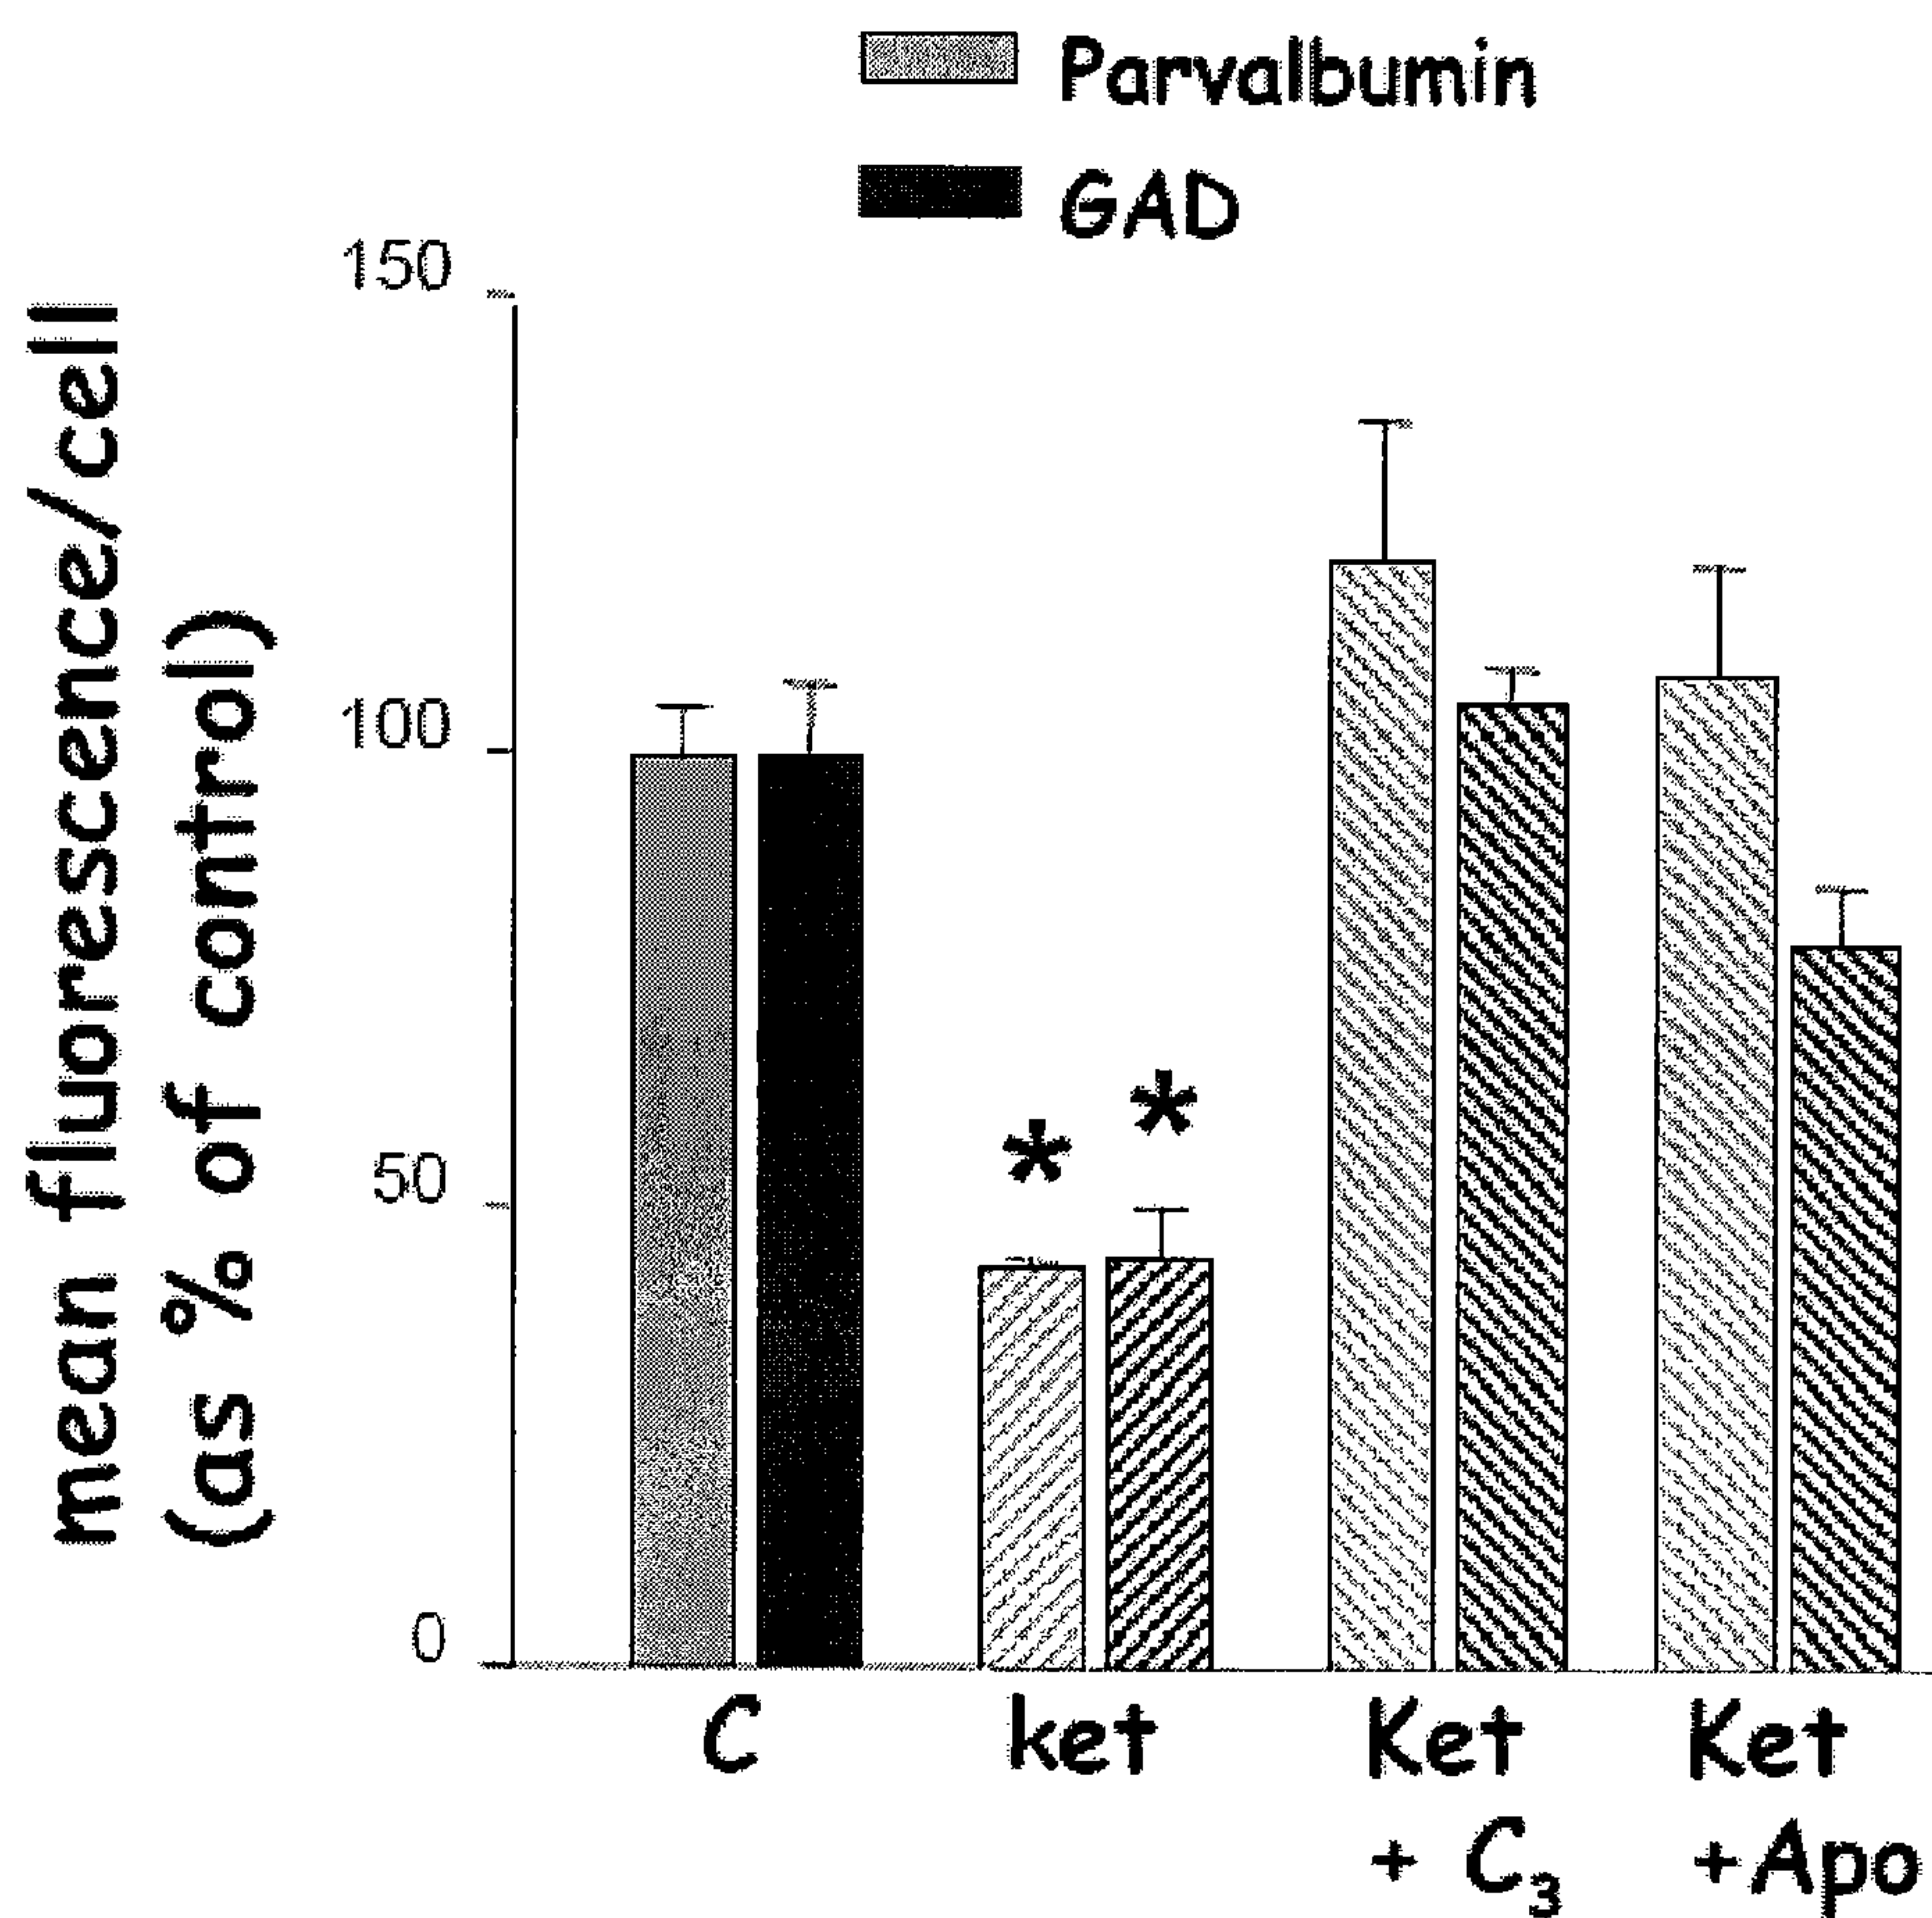 Parvalbumin
GAD
mean fluorescence/cell
(as % of control)
150
100
50
0
*
*
C
ket
Ket
+ C₃
Ket
+Apo